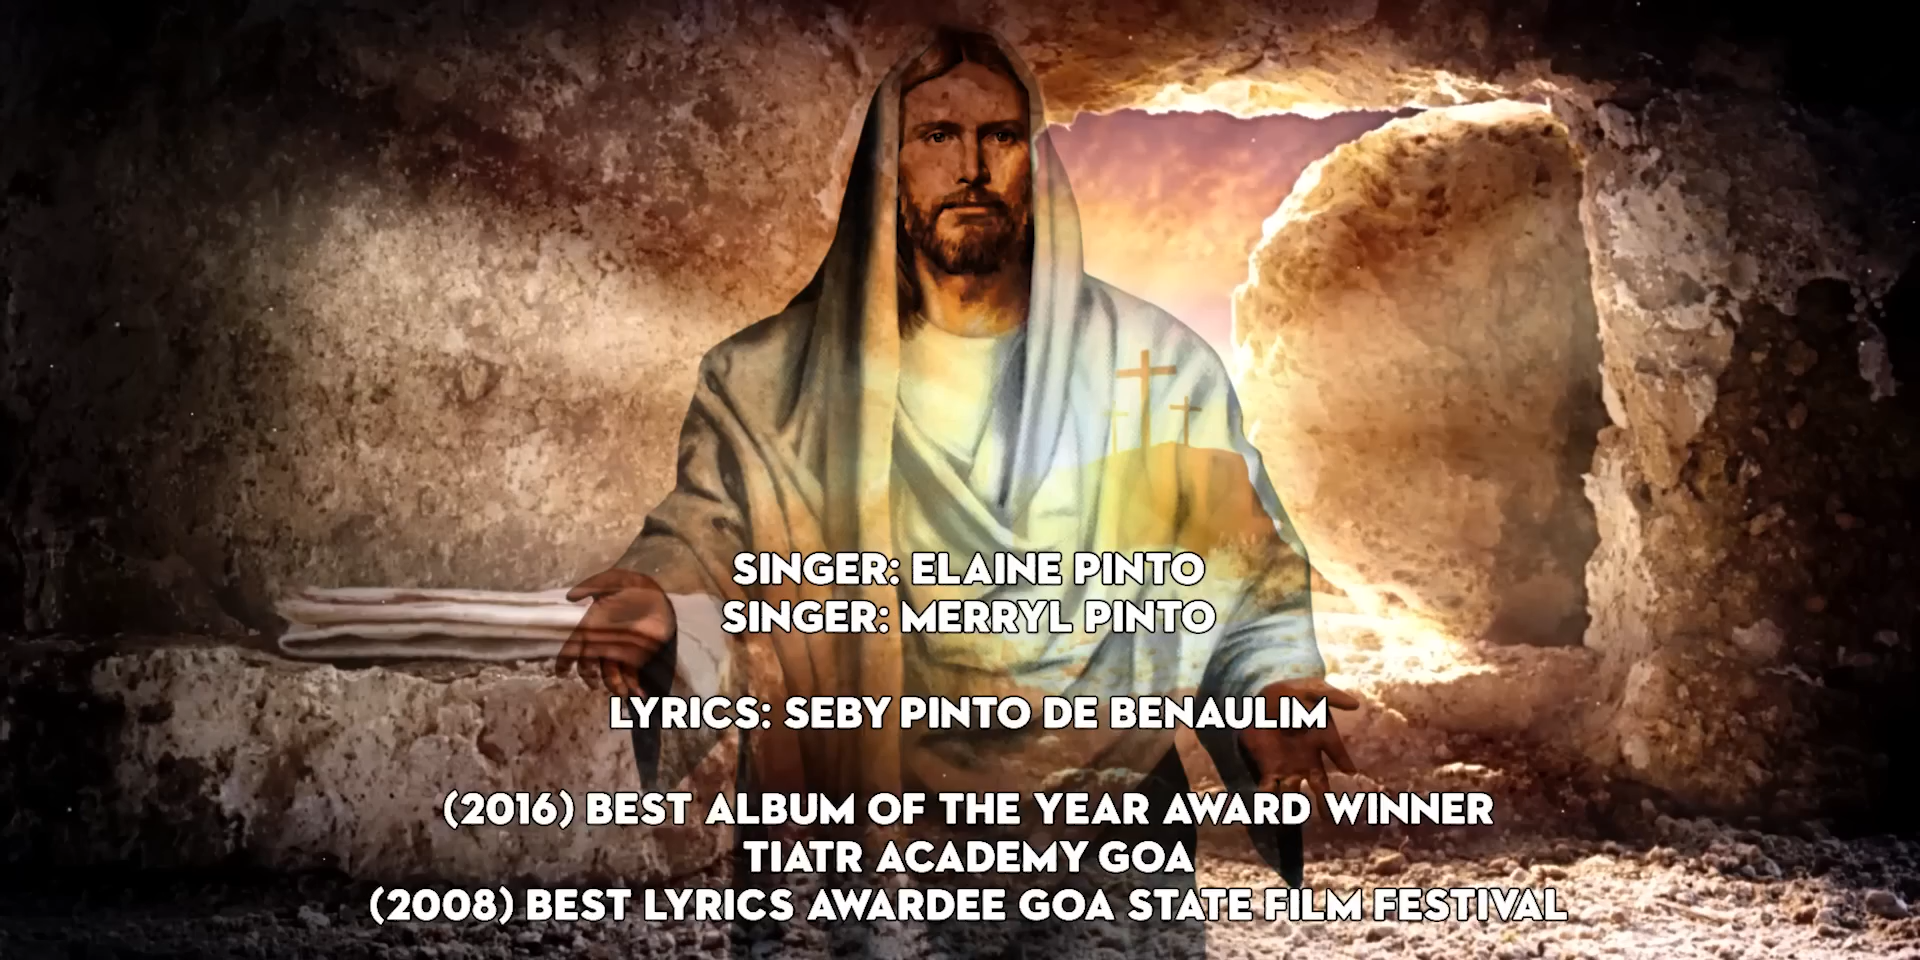 SINGER: ELAINE PINTO
SINGER: MERRYL PINTO
LYRICS: SEBY PINTO DE BENAULIM
(2016) BEST ALBUM OF THE YEAR AWARD WINNER
TIATR ACADEMY GOA
(2008) BEST LYRICS AWARDEE GOA STATE FILM FESTIVAL